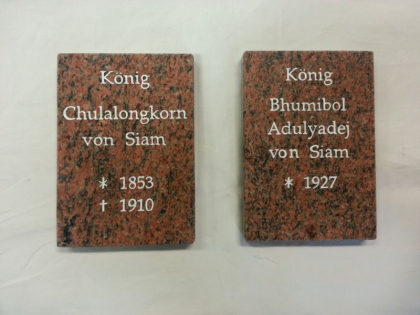 König
Chulalongkorn
von Siam
* 1853
† 1910
König
Bhumibol
Adulyadej
von Siam
* 1927